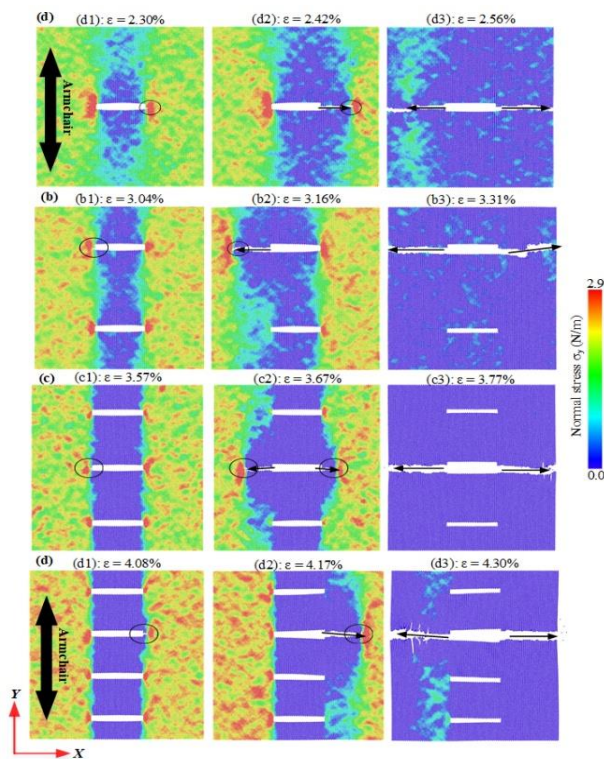 (d) (d1): ε = 2.30% (d2): ε = 2.42% (d3): ε = 2.56%
Armchair
(b) (b1): ε = 3.04% (b2): ε = 3.16% (b3): ε = 3.31%
2.9
Normal stress σy (N/m)
0.0
(c) (c1): ε = 3.57% (c2): ε = 3.67% (c3): ε = 3.77%
(d) (d1): ε = 4.08% (d2): ε = 4.17% (d3): ε = 4.30%
Armchair
Y
X